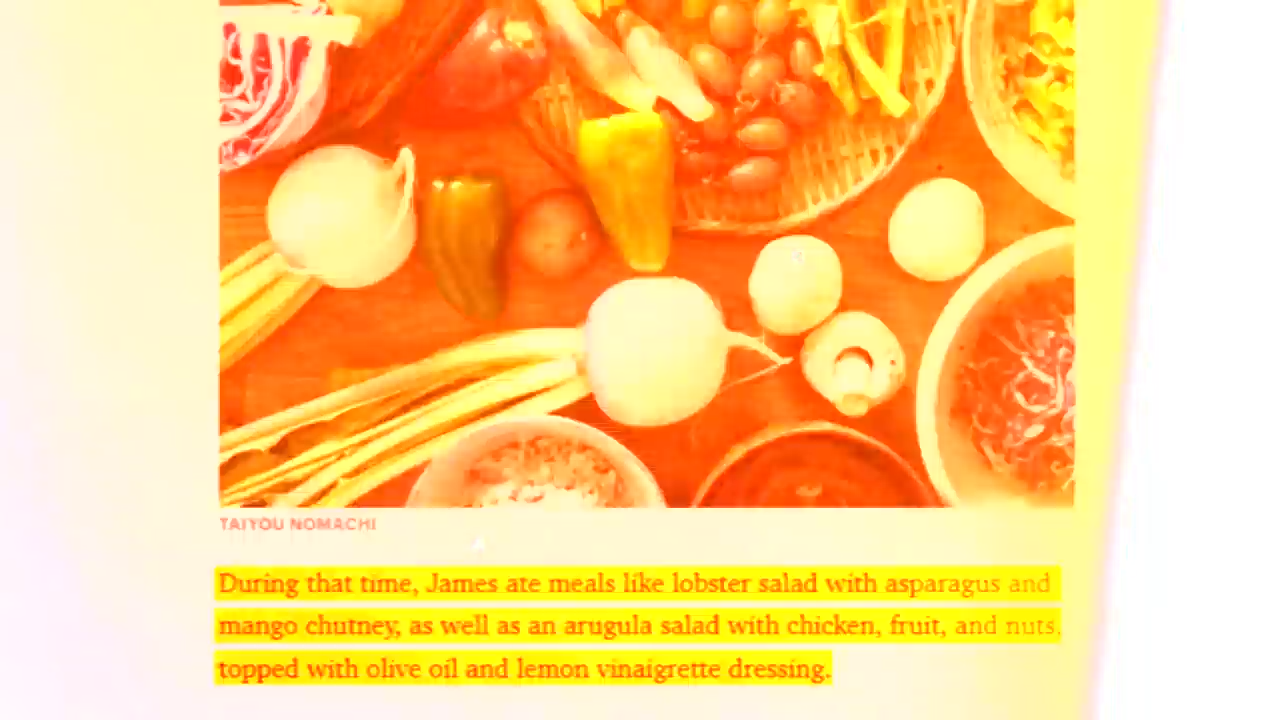 TAIYOU NOMACHI
During that time, James ate meals like lobster salad with asparagus and
mango chutney, as well as an arugula salad with chicken, fruit, and nuts,
topped with olive oil and lemon vinaigrette dressing.